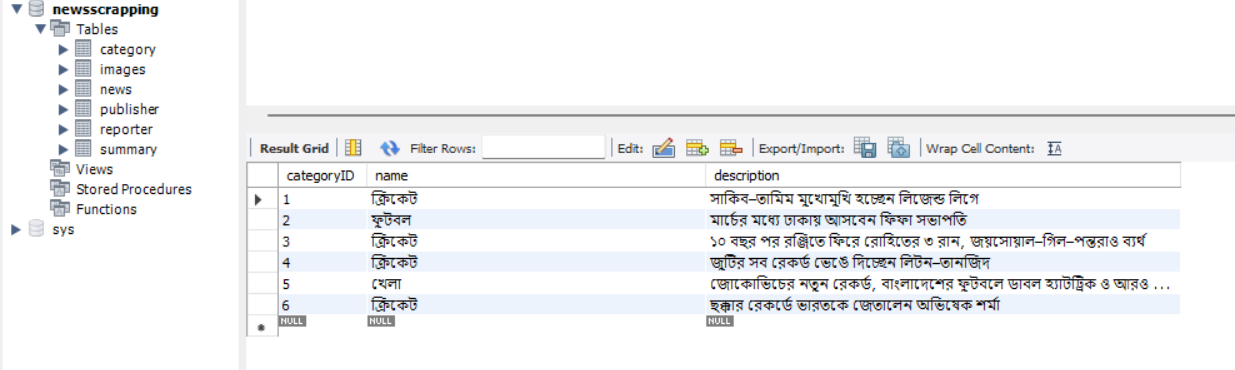 newsscrapping
Tables
category
images
news
publisher
reporter
summary
Views
Stored Procedures
Functions
sys
Result Grid Filter Rows: Edit: Export/Import: Wrap Cell Content:
categoryID name description
1 ক্রিকেট সাকিব–তামিম মুখোমুখি হচ্ছেন লিজেন্ড লিগে
2 ফুটবল মার্চের মধ্যে ঢাকায় আসবেন ফিফা সভাপতি
3 ক্রিকেট ১০ বছর পর রঞ্জিতে ফিরে রোহিতের ৩ রান, জয়সোয়াল–গিল–পন্তরাও ব্যর্থ
4 ক্রিকেট জুটির সব রেকর্ড ভেঙে দিচ্ছেন লিটন–তানজিদ
5 খেলা জোকোভিচের নতুন রেকর্ড, বাংলাদেশের ফুটবলে ডাবল হ্যাটট্রিক ও আরও ...
6 ক্রিকেট ছক্কার রেকর্ডে ভারতকে জেতালেন অভিষেক শর্মা
NULL NULL NULL